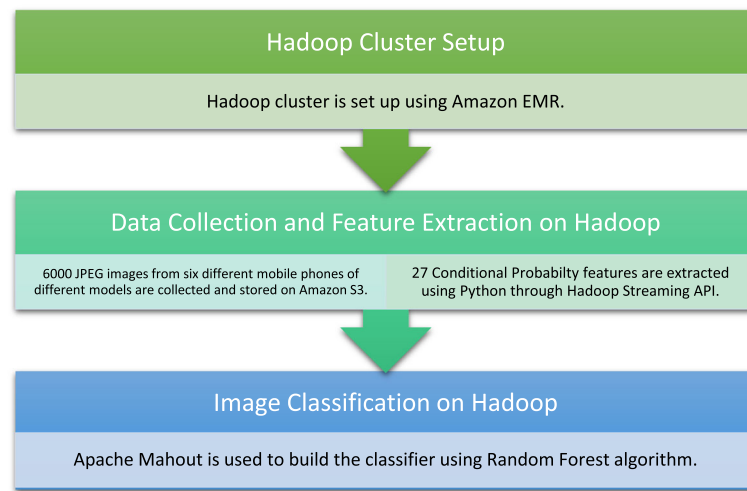 Hadoop Cluster Setup
Hadoop cluster is set up using Amazon EMR.
Data Collection and Feature Extraction on Hadoop
6000 JPEG images from six different mobile phones of
different models are collected and stored on Amazon S3.
27 Conditional Probabilty features are extracted
using Python through Hadoop Streaming API.
Image Classification on Hadoop
Apache Mahout is used to build the classifier using Random Forest algorithm.